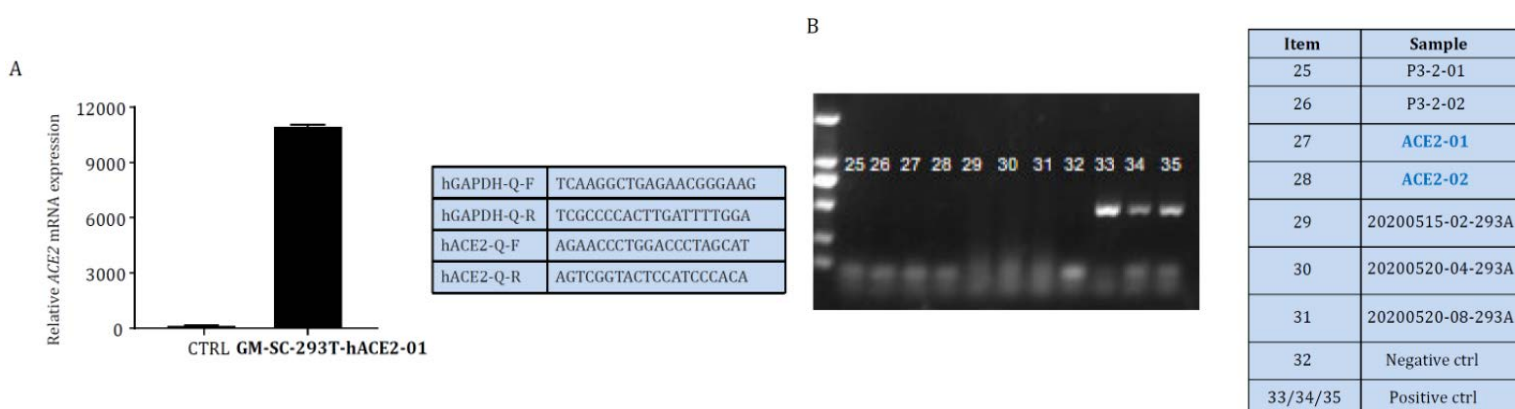 A
Relative ACE2 mRNA expression
12000
9000
6000
3000
0
CTRL GM-SC-293T-hACE2-01
hGAPDH-Q-F TCAAGGCTGAGAACGGGAAG
hGAPDH-Q-R TCGCCCCACTTGATTTTGGA
hACE2-Q-F AGAACCCTGGACCCTAGCAT
hACE2-Q-R AGTCGGTACTCCATCCCACA
B
25 26 27 28 29 30 31 32 33 34 35
Item Sample
25 P3-2-01
26 P3-2-02
27 ACE2-01
28 ACE2-02
29 20200515-02-293A
30 20200520-04-293A
31 20200520-08-293A
32 Negative ctrl
33/34/35 Positive ctrl